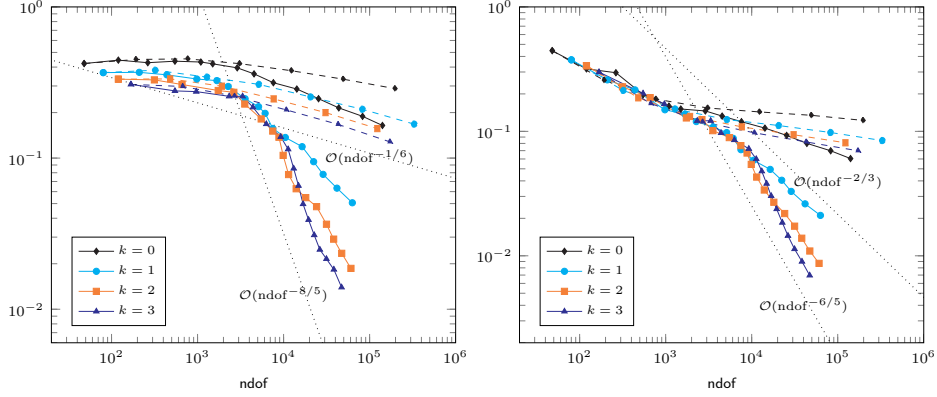 10^0
10^−1
10^−2
10^2
10^3
10^4
10^5
10^6
ndof
O(ndof^−1/6)
O(ndof^−8/5)
k = 0
k = 1
k = 2
k = 3
10^0
10^−1
10^−2
10^2
10^3
10^4
10^5
10^6
ndof
O(ndof^−2/3)
O(ndof^−6/5)
k = 0
k = 1
k = 2
k = 3